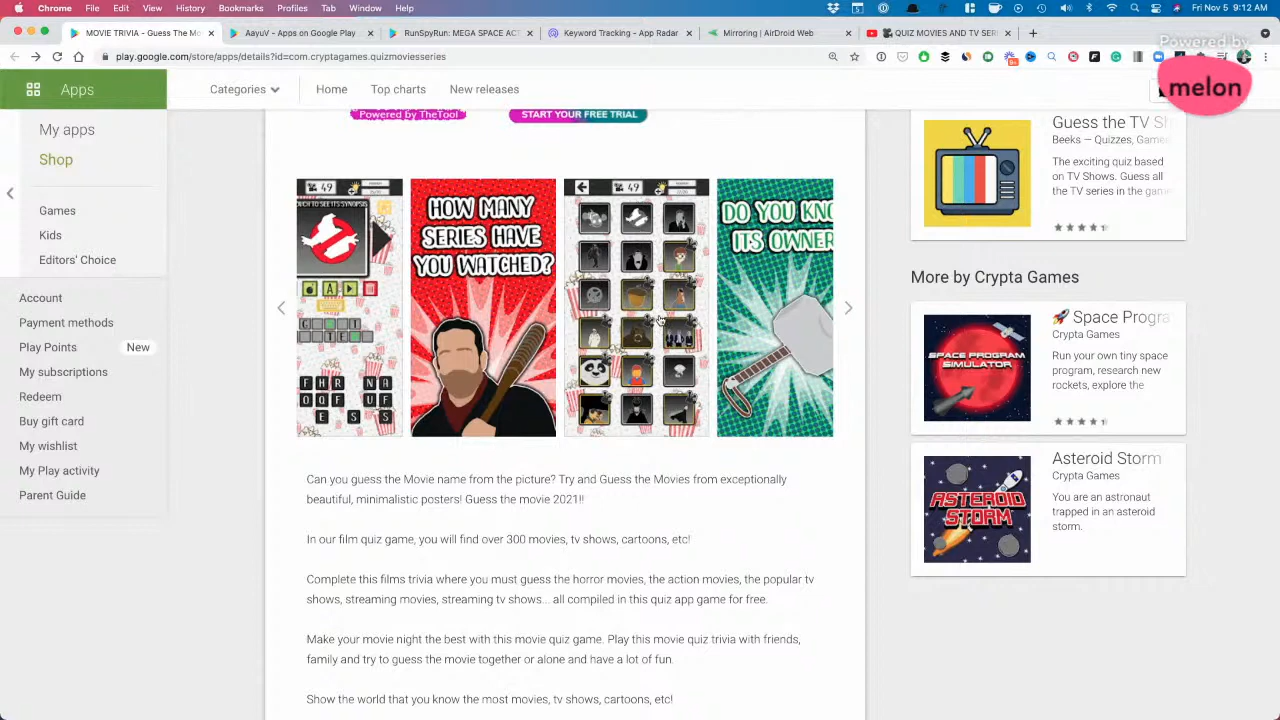 Chrome File Edit View History Bookmarks Profiles Tab Window Help Fri Nov 5 9:12 AM
MOVIE TRIVIA - Guess The Mo
AayuV - Apps on Google Play
RunSpyRun: MEGA SPACE ACT
Keyword Tracking - App Radar
Mirroring | AirDroid Web
QUIZ MOVIES AND TV SER
play.google.com/store/apps/details?id=com.cryptagames.quizmoviesseries
Powered by
melon
Apps
Categories
Home
Top charts
New releases
My apps
Shop
Games
Kids
Editors' Choice
Account
Payment methods
Play Points New
My subscriptions
Redeem
Buy gift card
My wishlist
My Play activity
Parent Guide
Powered by TheTool
START YOUR FREE TRIAL
49
TOUCH TO SEE ITS SYNOPSIS
A
F H R N A
O O F U F
E S S
HOW MANY
SERIES HAVE
YOU WATCHED?
49
DO YOU KNO
ITS OWNER
Can you guess the Movie name from the picture? Try and Guess the Movies from exceptionally
beautiful, minimalistic posters! Guess the movie 2021!!
In our film quiz game, you will find over 300 movies, tv shows, cartoons, etc!
Complete this films trivia where you must guess the horror movies, the action movies, the popular tv
shows, streaming movies, streaming tv shows... all compiled in this quiz app game for free.
Make your movie night the best with this movie quiz game. Play this movie quiz trivia with friends,
family and try to guess the movie together or alone and have a lot of fun.
Show the world that you know the most movies, tv shows, cartoons, etc!
Guess the TV Sh
Beeks — Quizzes, Games
The exciting quiz based
on TV Shows. Guess all
the TV series in the game
More by Crypta Games
SPACE PROGRAM
SIMULATOR
🚀 Space Progra
Crypta Games
Run your own tiny space
program, research new
rockets, explore the
ASTEROID
STORM
Asteroid Storm
Crypta Games
You are an astronaut
trapped in an asteroid
storm.